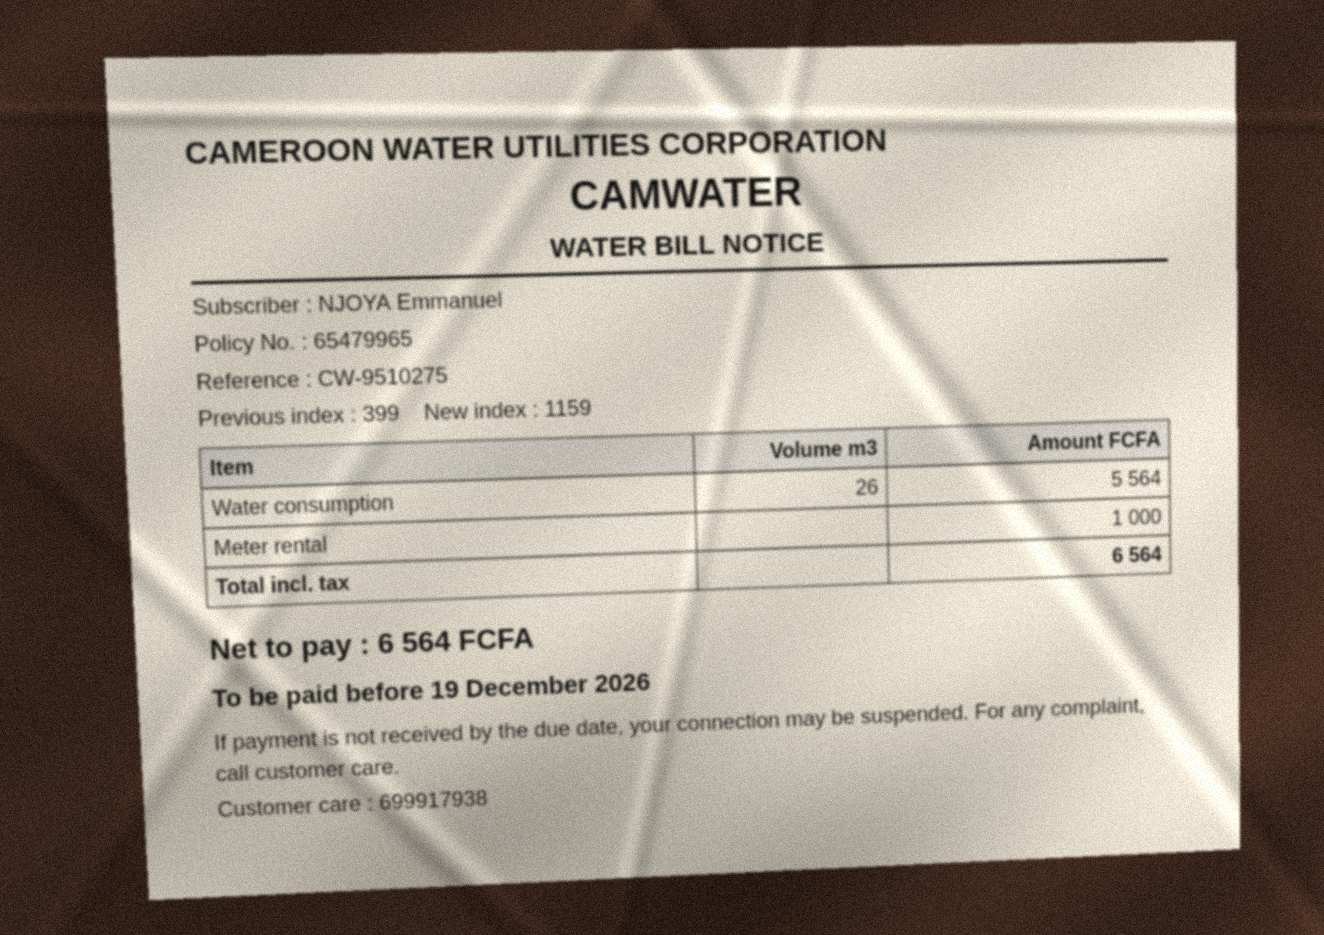 CAMEROON WATER UTILITIES CORPORATION
CAMWATER
WATER BILL NOTICE
Subscriber : NJOYA Emmanuel
Policy No. : 65479965
Reference : CW-9510275
Previous index : 399 New index : 1159
Item Volume m3 Amount FCFA
Water consumption 26 5 564
Meter rental 1 000
Total incl. tax 6 564
Net to pay : 6 564 FCFA
To be paid before 19 December 2026
If payment is not received by the due date, your connection may be suspended. For any complaint,
call customer care.
Customer care : 699917938